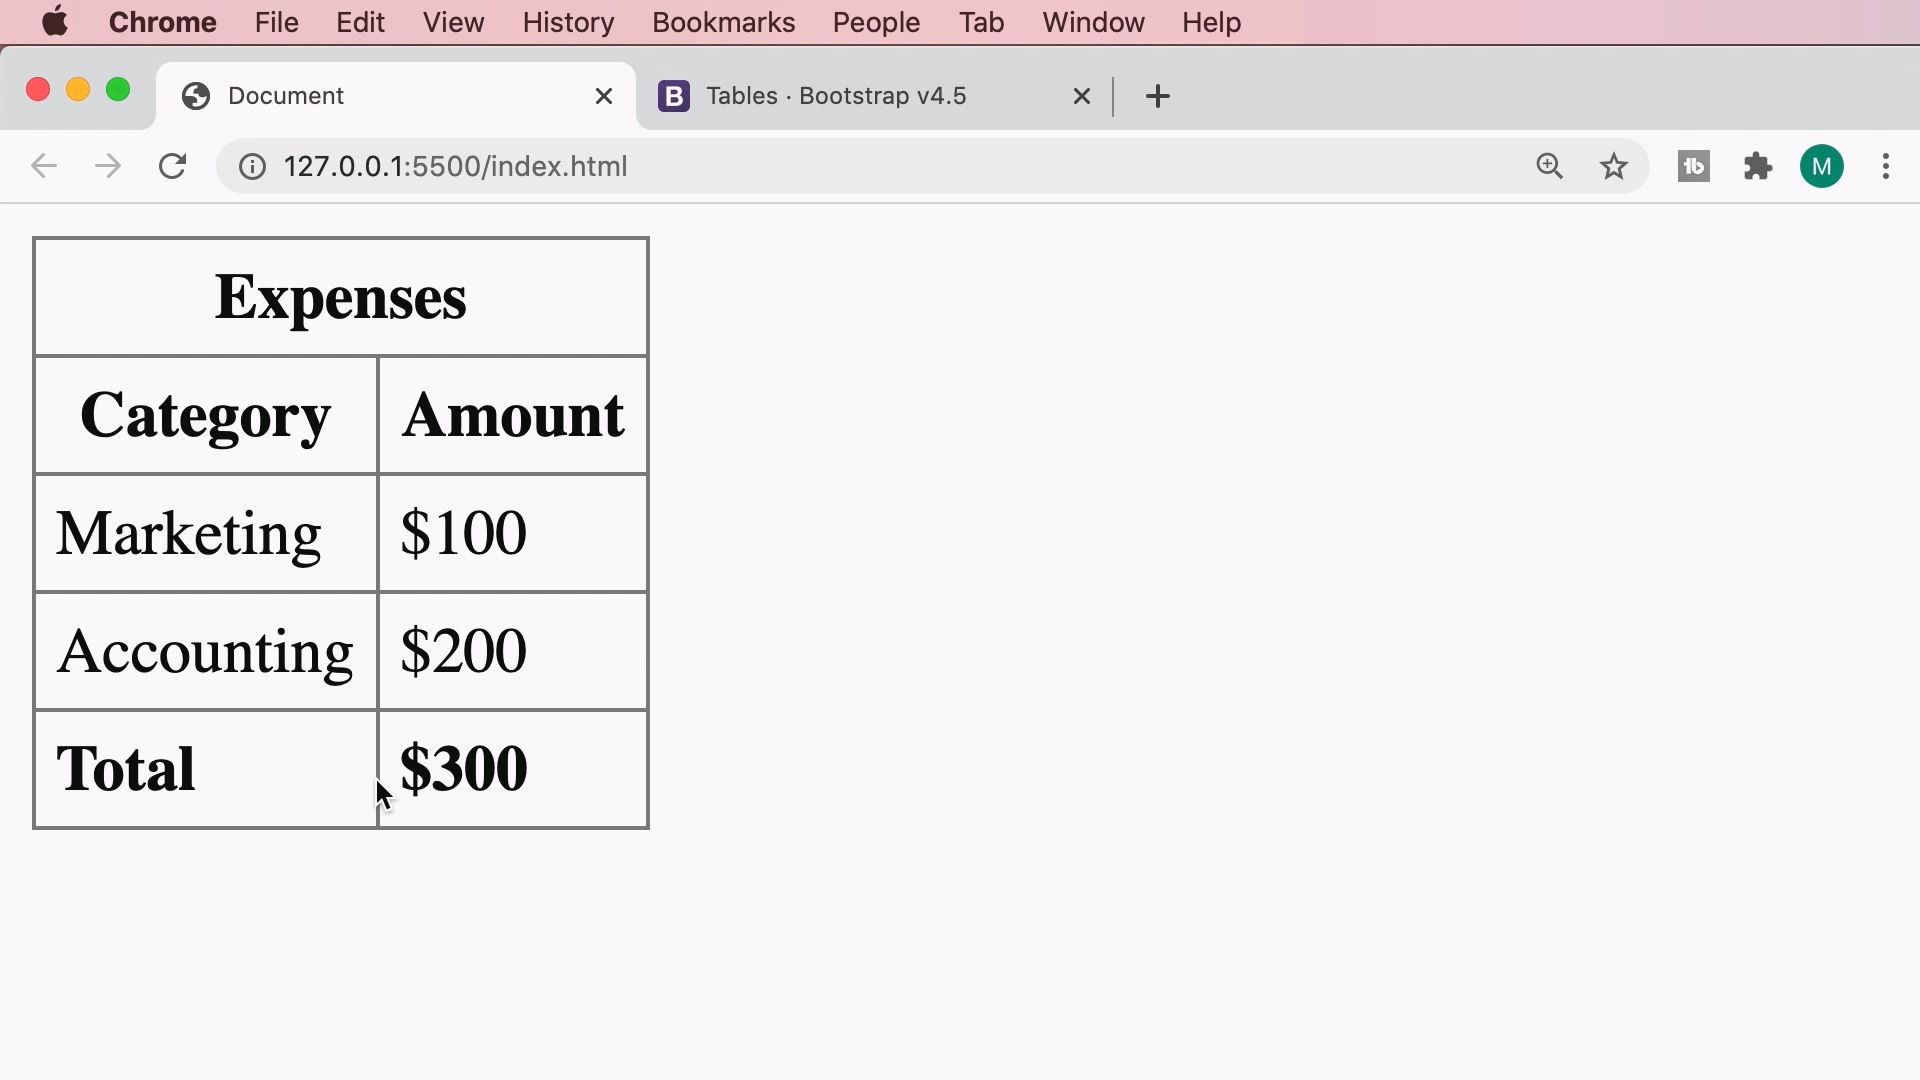 Chrome File Edit View History Bookmarks People Tab Window Help
Document
B Tables · Bootstrap v4.5
127.0.0.1:5500/index.html
M
Expenses
Category Amount
Marketing $100
Accounting $200
Total $300